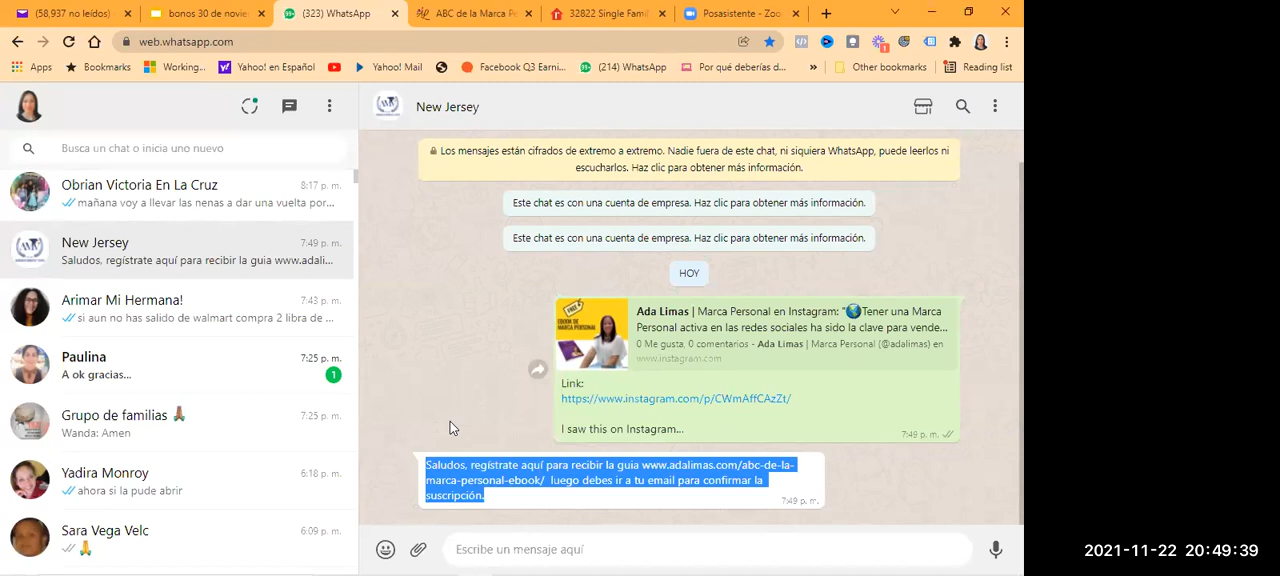 (58,937 no leídos)
bonos 30 de novie
(323) WhatsApp
ABC de la Marca P
32822 Single Fami
Posasistente - Zoo
web.whatsapp.com
Apps
Bookmarks
Working...
Yahoo! en Español
Yahoo! Mail
Facebook Q3 Earni...
(214) WhatsApp
Por qué deberías d...
»
Other bookmarks
Reading list
New Jersey
Busca un chat o inicia uno nuevo
Obrian Victoria En La Cruz
8:17 p. m.
mañana voy a llevar las nenas a dar una vuelta por...
New Jersey
7:49 p. m.
Saludos, regístrate aquí para recibir la guia www.adali...
Arimar Mi Hermana!
7:43 p. m.
si aun no has salido de walmart compra 2 libra de ...
Paulina
7:25 p. m.
A ok gracias...
1
Grupo de familias
7:25 p. m.
Wanda: Amen
Yadira Monroy
6:18 p. m.
ahora si la pude abrir
Sara Vega Velc
6:09 p. m.
Los mensajes están cifrados de extremo a extremo. Nadie fuera de este chat, ni siquiera WhatsApp, puede leerlos ni
escucharlos. Haz clic para obtener más información.
Este chat es con una cuenta de empresa. Haz clic para obtener más información.
Este chat es con una cuenta de empresa. Haz clic para obtener más información.
HOY
FREE
EBOOK DE
MARCA PERSONAL
Ada Limas | Marca Personal en Instagram: "🌎Tener una Marca
Personal activa en las redes sociales ha sido la clave para vende...
0 Me gusta, 0 comentarios - Ada Limas | Marca Personal (@adalimas) en
www.instagram.com
Link:
https://www.instagram.com/p/CWmAffCAzZt/
I saw this on Instagram...
7:49 p. m.
Saludos, regístrate aquí para recibir la guia www.adalimas.com/abc-de-la-
marca-personal-ebook/ luego debes ir a tu email para confirmar la
suscripción.
7:49 p. m.
Escribe un mensaje aquí
2021-11-22 20:49:39